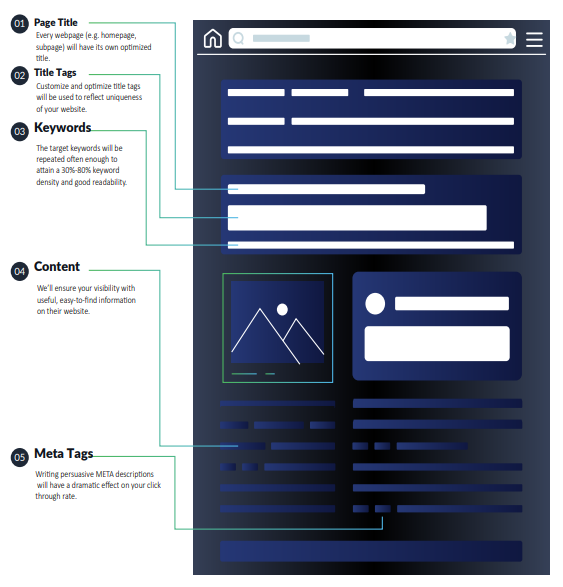 01 Page Title
Every webpage (e.g. homepage,
subpage) will have its own optimized
title.
02 Title Tags
Customize and optimize title tags
will be used to reflect uniqueness
of your website.
03 Keywords
The target keywords will be
repeated often enough to
attain a 30%-80% keyword
density and good readability.
04 Content
We'll ensure your visibility with
useful, easy-to-find information
on their website.
05 Meta Tags
Writing persuasive META descriptions
will have a dramatic effect on your click
through rate.